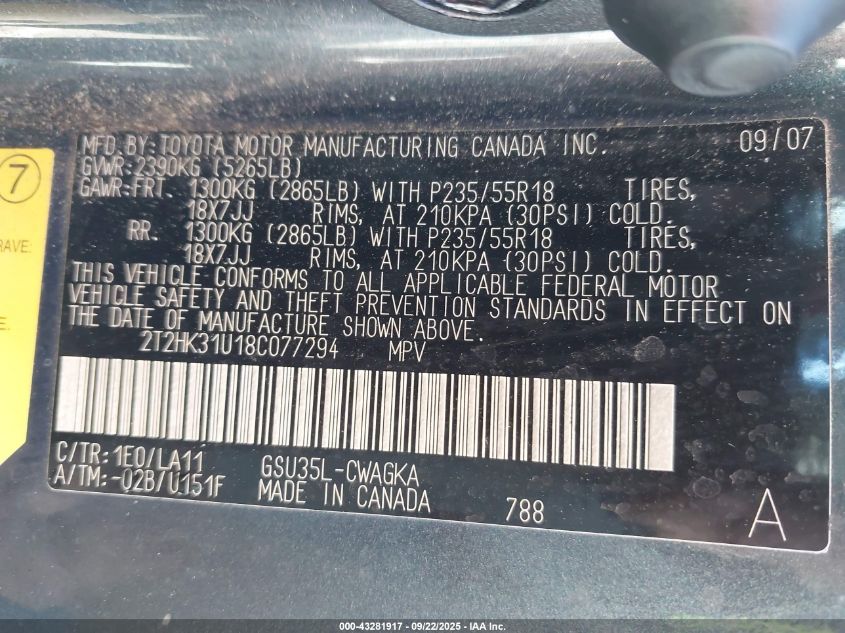 MFD.BY: TOYOTA MOTOR MANUFACTURING CANADA INC. 09/07
GVWR:2390KG (5265LB)
GAWR:FRT 1300KG (2865LB) WITH P235/55R18 TIRES,
18X7JJ RIMS, AT 210KPA (30PSI) COLD.
RR. 1300KG (2865LB) WITH P235/55R18 TIRES,
18X7JJ RIMS, AT 210KPA (30PSI) COLD.
THIS VEHICLE CONFORMS TO ALL APPLICABLE FEDERAL MOTOR
VEHICLE SAFETY AND THEFT PREVENTION STANDARDS IN EFFECT ON
THE DATE OF MANUFACTURE SHOWN ABOVE.
2T2HK31U18C077294 MPV
C/TR: 1E0/LA11 GSU35L-CWAGKA
A/TM:-02B/U151F MADE IN CANADA 788 A
7
000-43281917 - 09/22/2025 - IAA Inc.